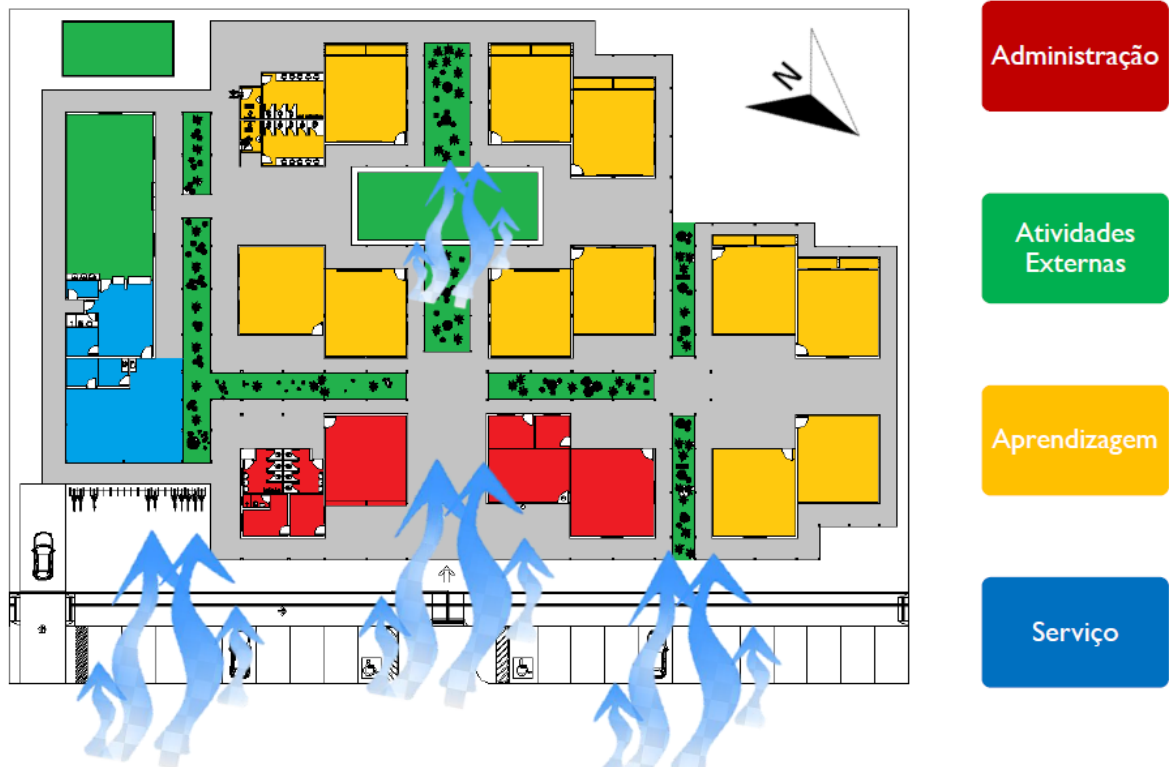 Administração
N
Atividades
Externas
Aprendizagem
Serviço